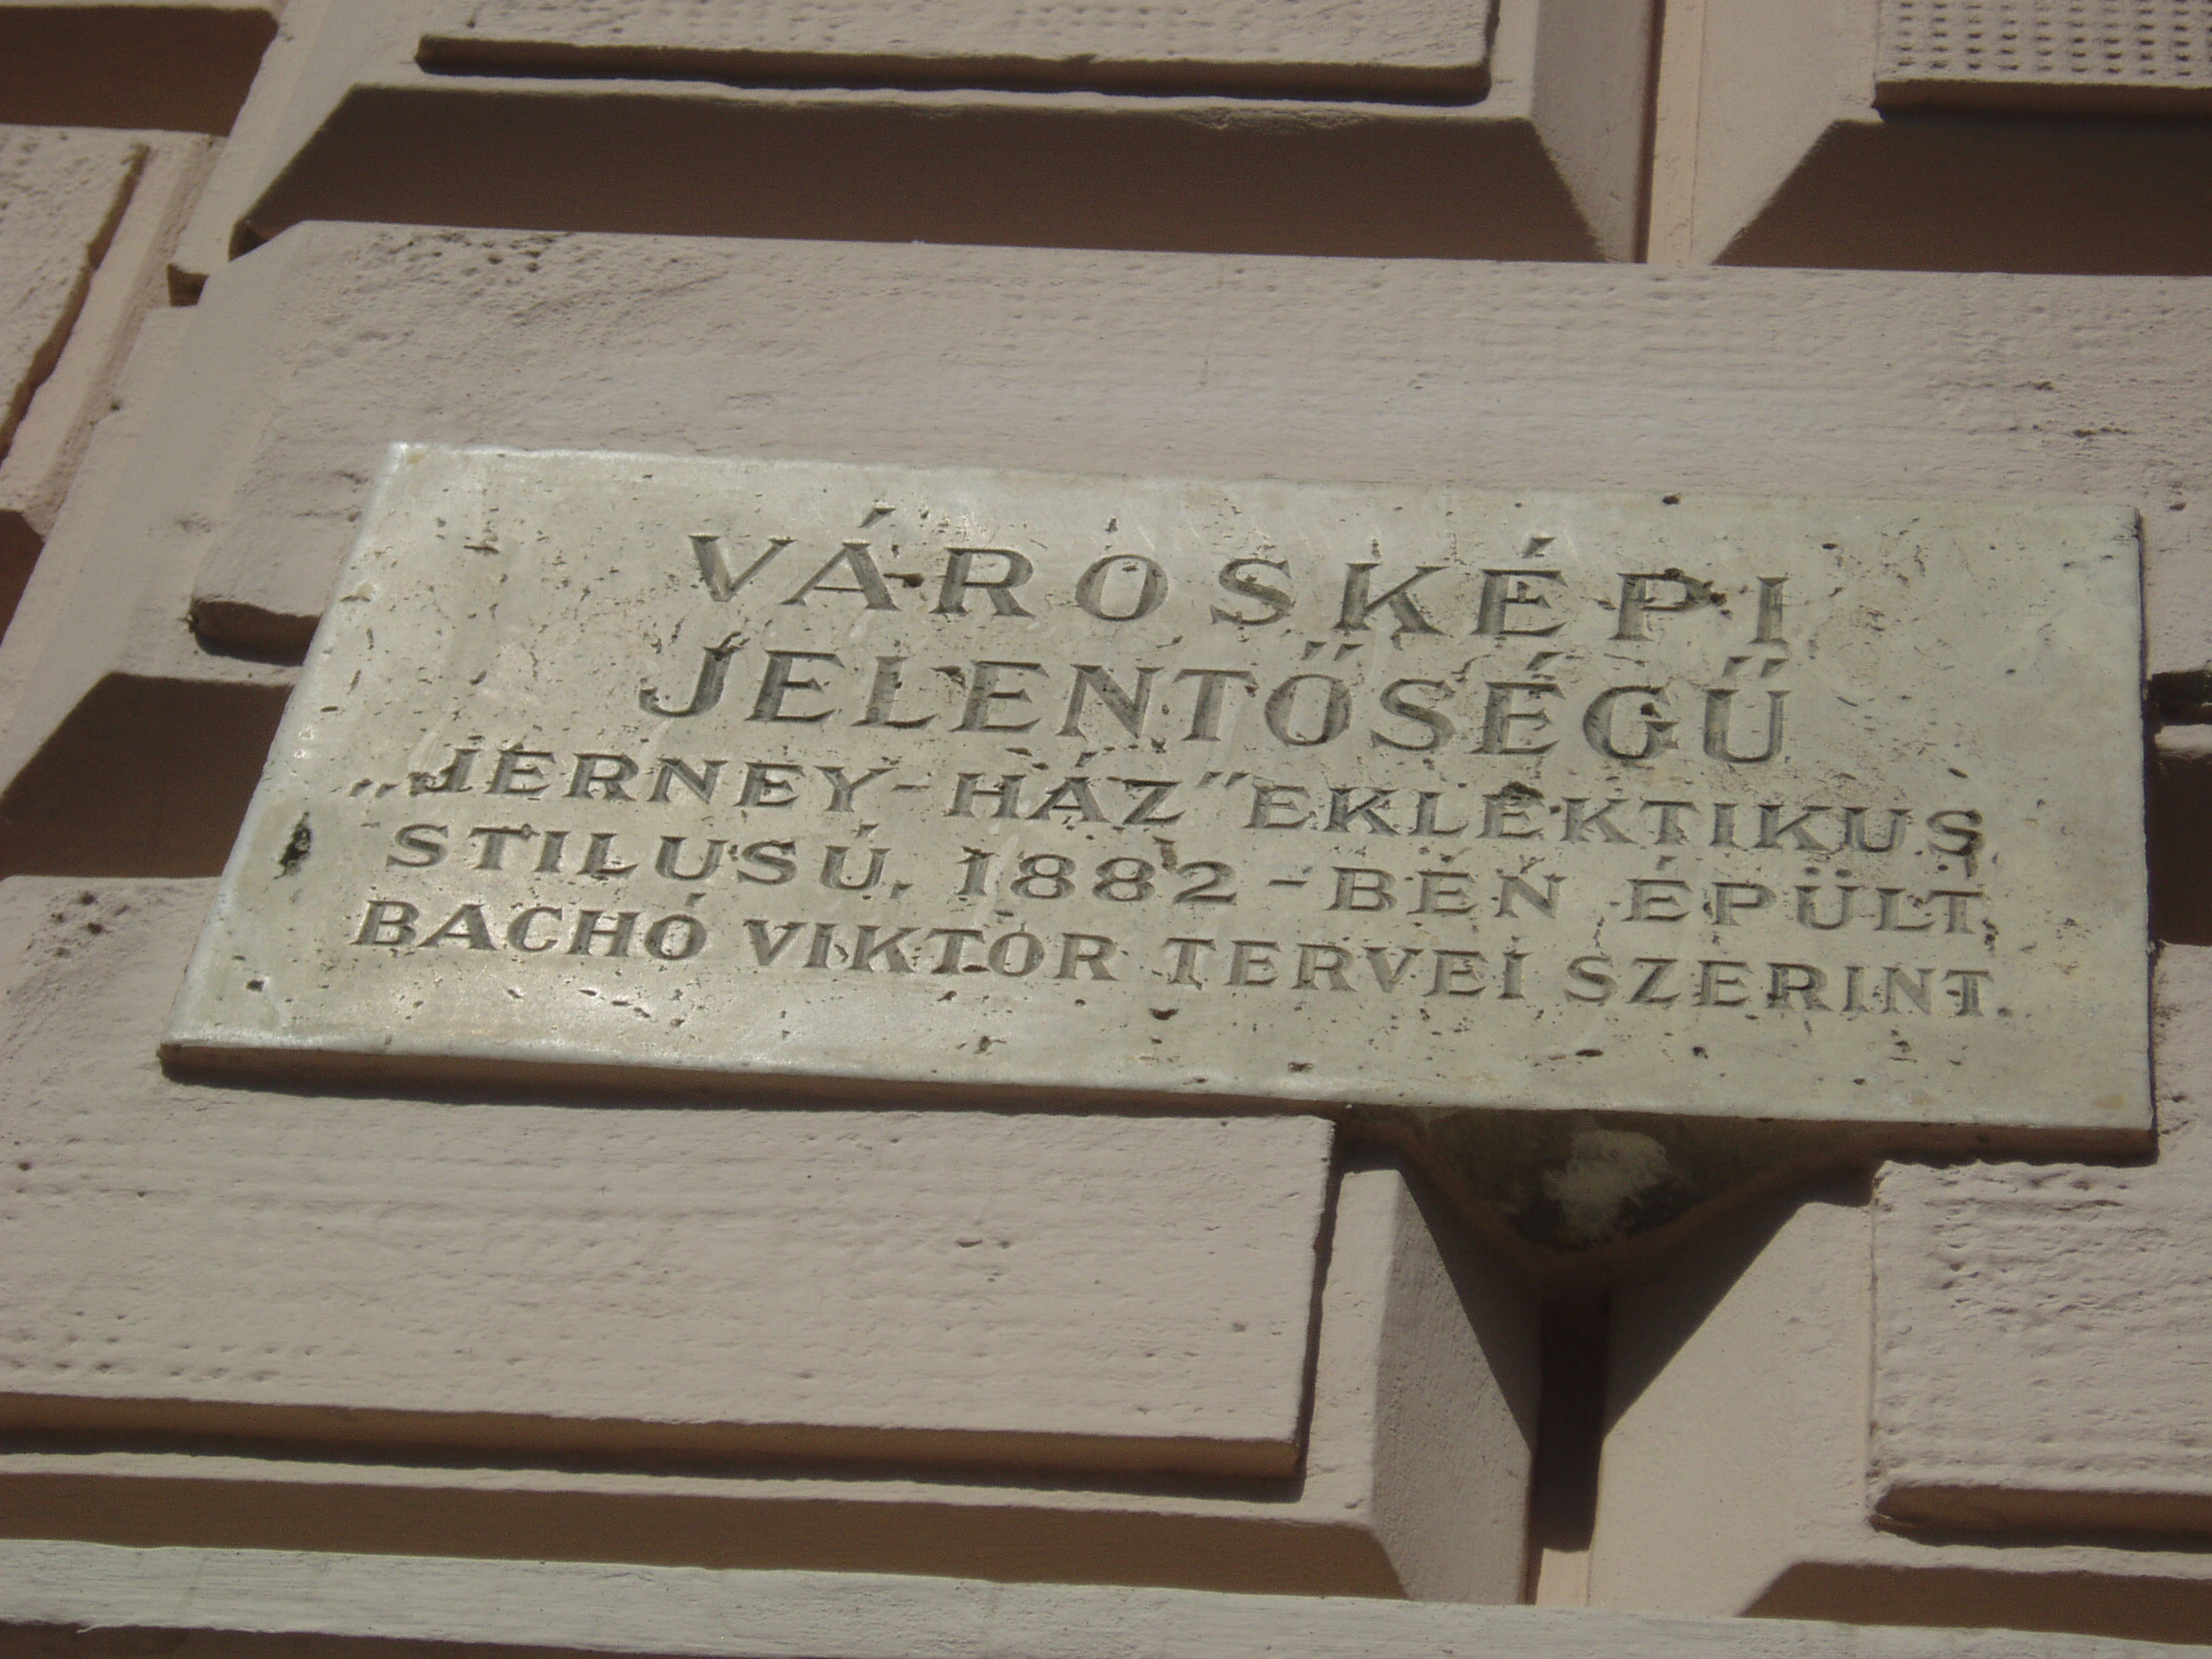 VÁROSKÉPI
JELENTŐSÉGŰ
„JERNEY-HÁZ" EKLEKTIKUS
STILUSÚ, 1882-BEN ÉPÜLT
BACHÓ VIKTOR TERVEI SZERINT.